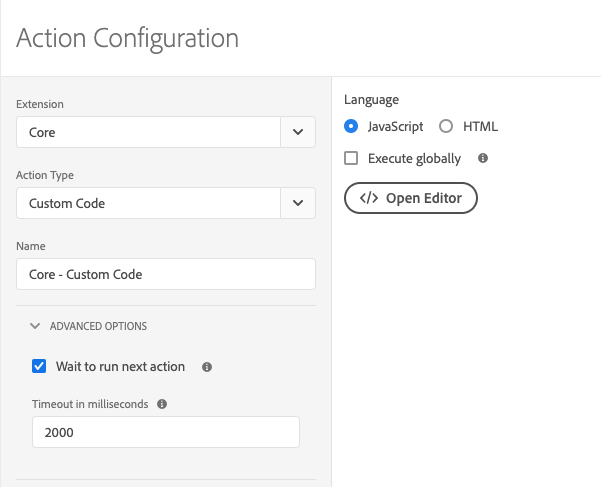 Action Configuration
Extension
Core
Action Type
Custom Code
Name
Core - Custom Code
ADVANCED OPTIONS
Wait to run next action
Timeout in milliseconds
2000
Language
JavaScript HTML
Execute globally
</> Open Editor